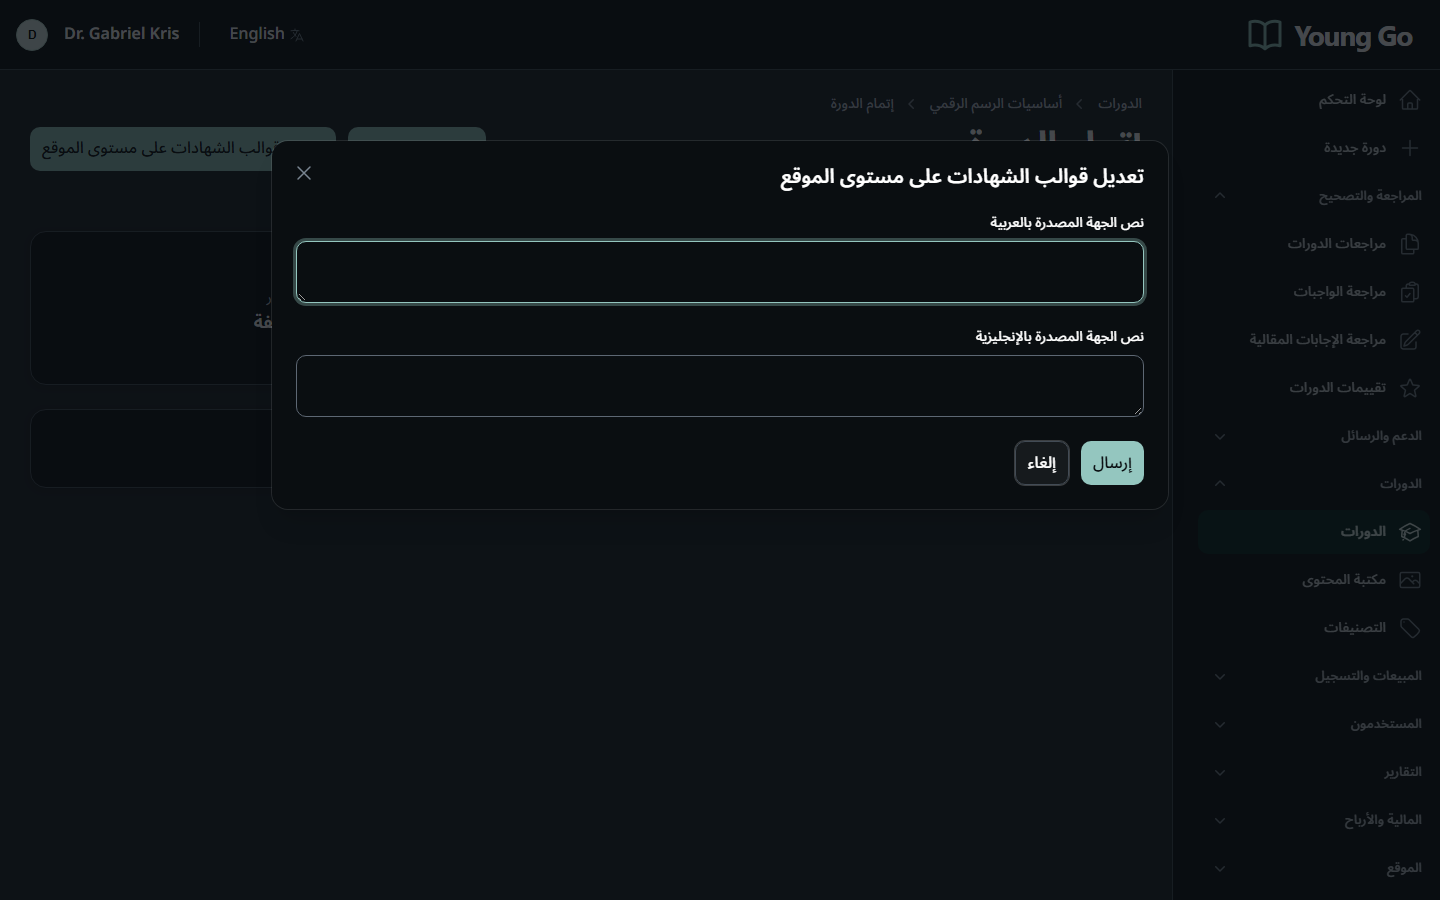 Young Go
English
Dr. Gabriel Kris
D
لوحة التحكم
دورة جديدة
المراجعة والتصحيح
مراجعات الدورات
مراجعة الواجبات
مراجعة الإجابات المقالية
تقييمات الدورات
الدعم والرسائل
الدورات
الدورات
مكتبة المحتوى
التصنيفات
المبيعات والتسجيل
المستخدمون
التقارير
المالية والأرباح
الموقع
الدورات
أساسيات الرسم الرقمي
إتمام الدورة
الشهادات على مستوى الموقع
تعديل قوالب الشهادات على مستوى الموقع
نص الجهة المصدرة بالعربية
نص الجهة المصدرة بالإنجليزية
إرسال
إلغاء